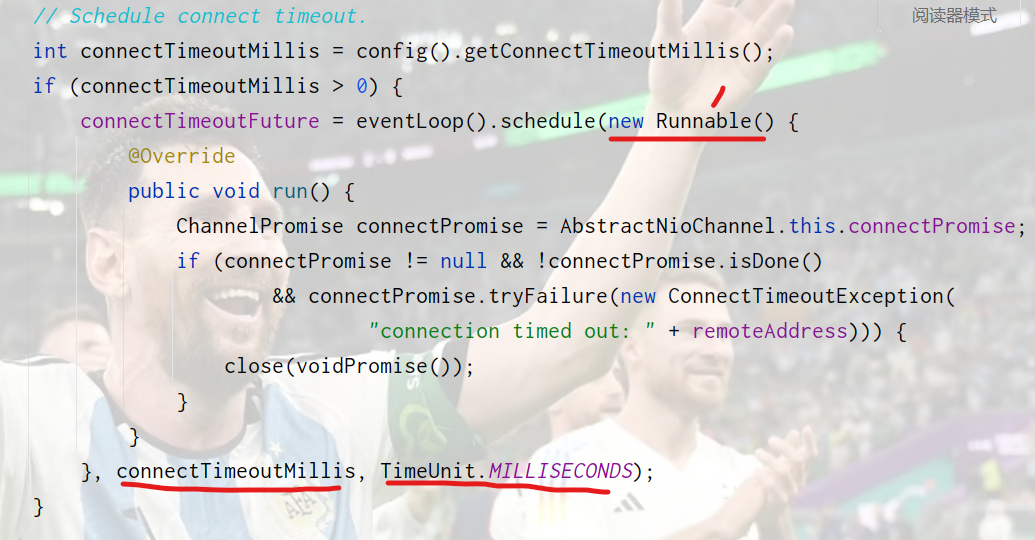 // Schedule connect timeout.
阅读器模式
int connectTimeoutMillis = config().getConnectTimeoutMillis();
if (connectTimeoutMillis > 0) {
connectTimeoutFuture = eventLoop().schedule(new Runnable() {
@Override
public void run() {
ChannelPromise connectPromise = AbstractNioChannel.this.connectPromise;
if (connectPromise != null && !connectPromise.isDone()
&& connectPromise.tryFailure(new ConnectTimeoutException(
"connection timed out: " + remoteAddress))) {
close(voidPromise());
}
}
}, connectTimeoutMillis, TimeUnit.MILLISECONDS);
}